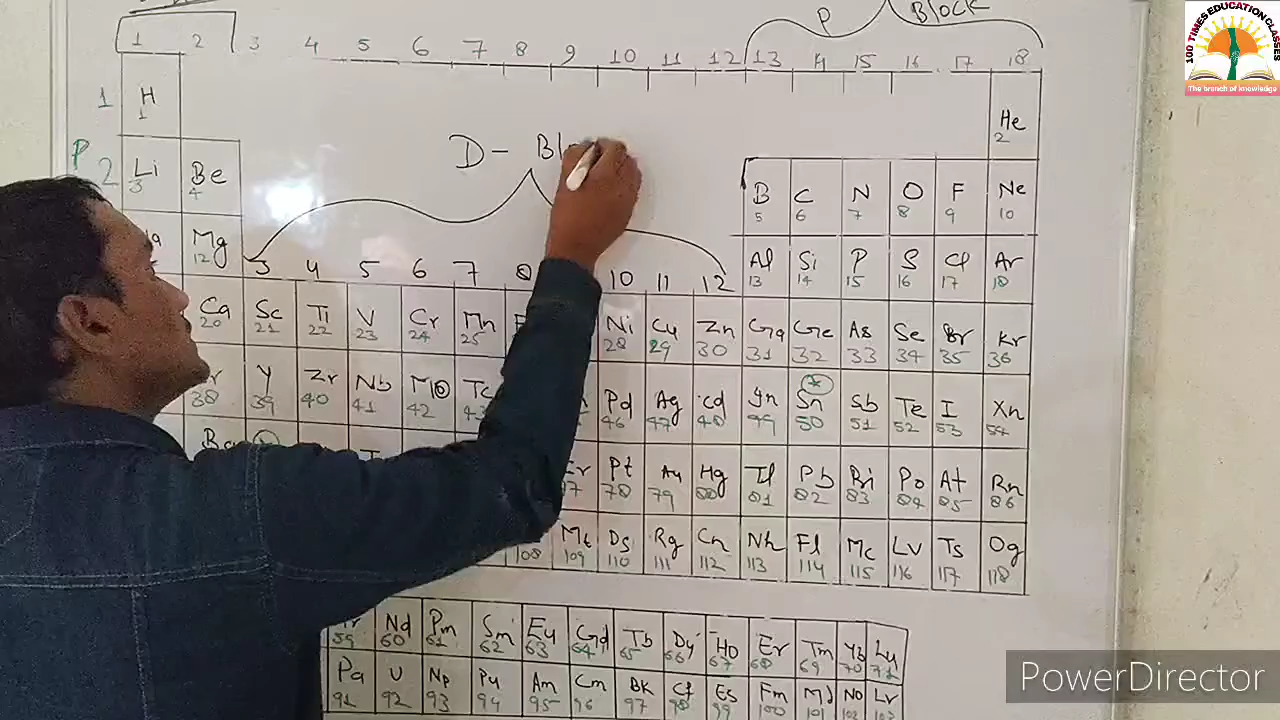 P Block
1 2 3 4 5 6 7 8 9 10 11 12 13 14 15 16 17 18
1 H He
1 2
D- Bl
P
2 Li Be B C N O F Ne
3 4 5 6 7 8 9 10
Mg Al Si P S Cl Ar
12 13 14 15 16 17 18
3 4 5 6 7 8 10 11 12
Ca Sc Ti V Cr Mn Ni Cu Zn Ga Ge As Se Br Kr
20 21 22 23 24 25 28 29 30 31 32 33 34 35 36
Y Zr Nb Mo Tc Pd Ag Cd In Sn Sb Te I Xn
38 39 40 41 42 43 46 47 48 49 50 51 52 53 54
Pt Au Hg Tl Pb Bi Po At Rn
78 79 80 81 82 83 84 85 86
Mt Ds Rg Cn Nh Fl Mc Lv Ts Og
108 109 110 111 112 113 114 115 116 117 118
Nd Pm Sm Eu Gd Tb Dy Ho Er Tm Yb Lu
59 60 61 62 63 64 65 66 67 68 69 70 71
Pa U Np Pu Am Cm BK Cf Es Fm Md No Lr
91 92 93 94 95 96 97 98 99 100 101 102 103
100 TIMES EDUCATION CLASSES
The branch of knowledge
PowerDirector